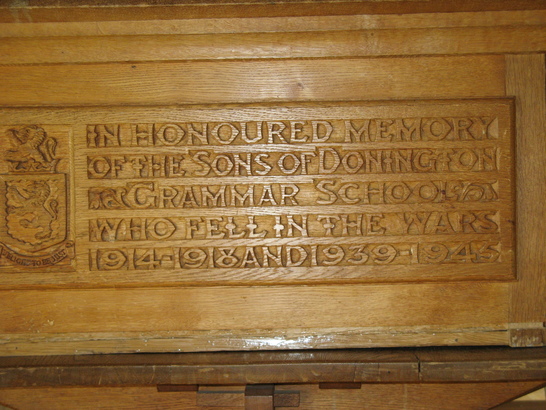 IN HONOURED MEMORY
OF THE SONS OF DONINGTON
& GRAMMAR SCHOOLS
WHO FELL IN THE WARS
1914-1918 AND 1939-1945